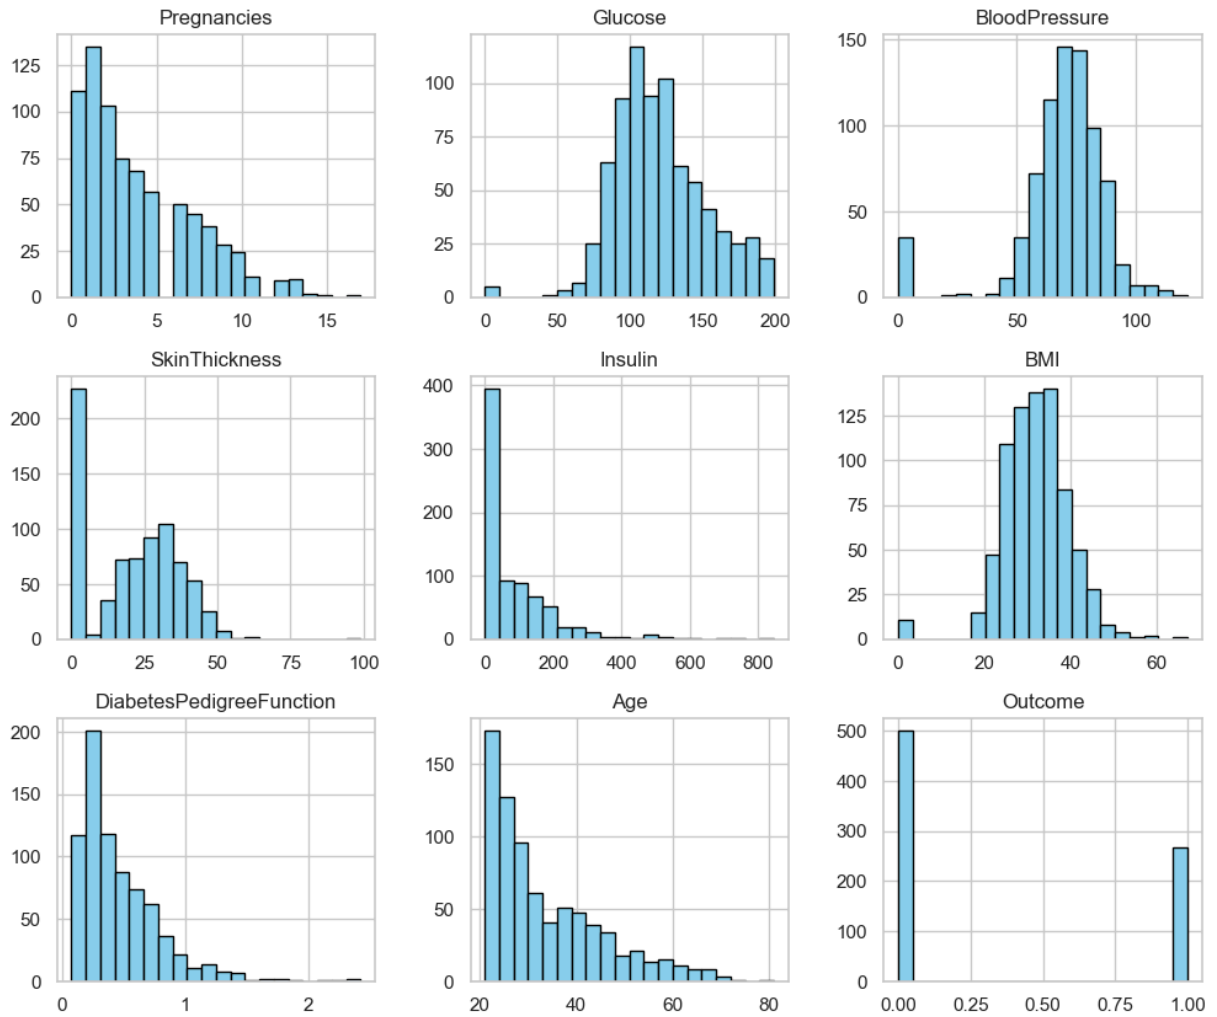 Pregnancies
125
100
75
50
25
0
0 5 10 15
Glucose
100
75
50
25
0
0 50 100 150 200
BloodPressure
150
100
50
0
0 50 100
SkinThickness
200
150
100
50
0
0 25 50 75 100
Insulin
400
300
200
100
0
0 200 400 600 800
BMI
125
100
75
50
25
0
0 20 40 60
DiabetesPedigreeFunction
200
150
100
50
0
0 1 2
Age
150
100
50
0
20 40 60 80
Outcome
500
400
300
200
100
0
0.00 0.25 0.50 0.75 1.00